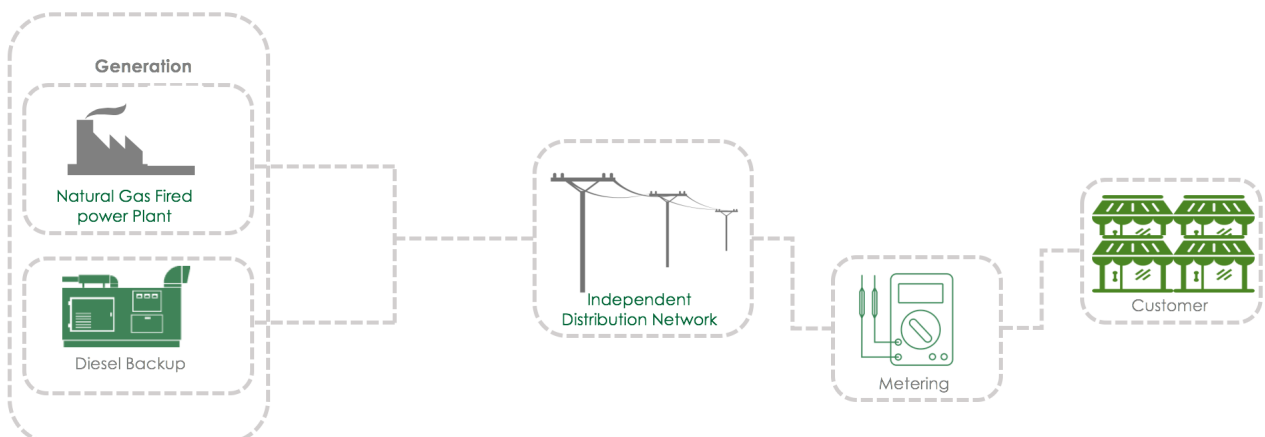 Generation
Natural Gas Fired
power Plant
Diesel Backup
Independent
Distribution Network
Metering
Customer